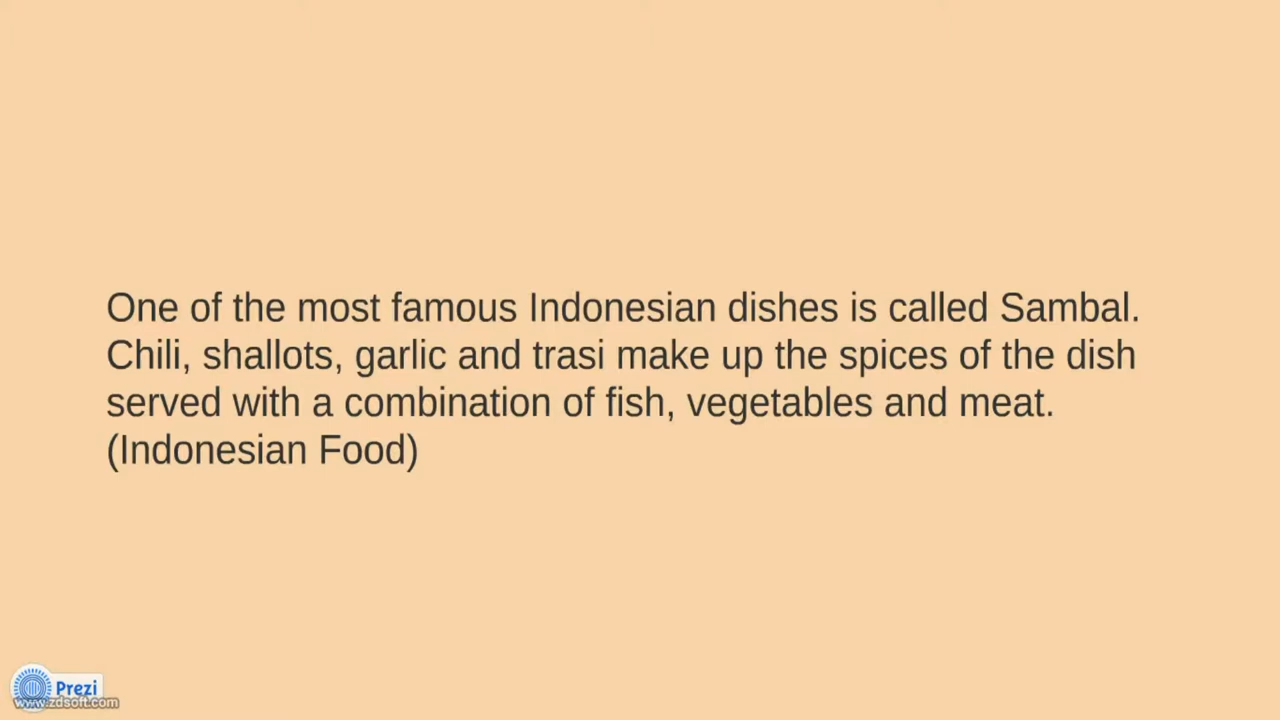 One of the most famous Indonesian dishes is called Sambal.
Chili, shallots, garlic and trasi make up the spices of the dish
served with a combination of fish, vegetables and meat.
(Indonesian Food)
Prezi
www.zdsoft.com